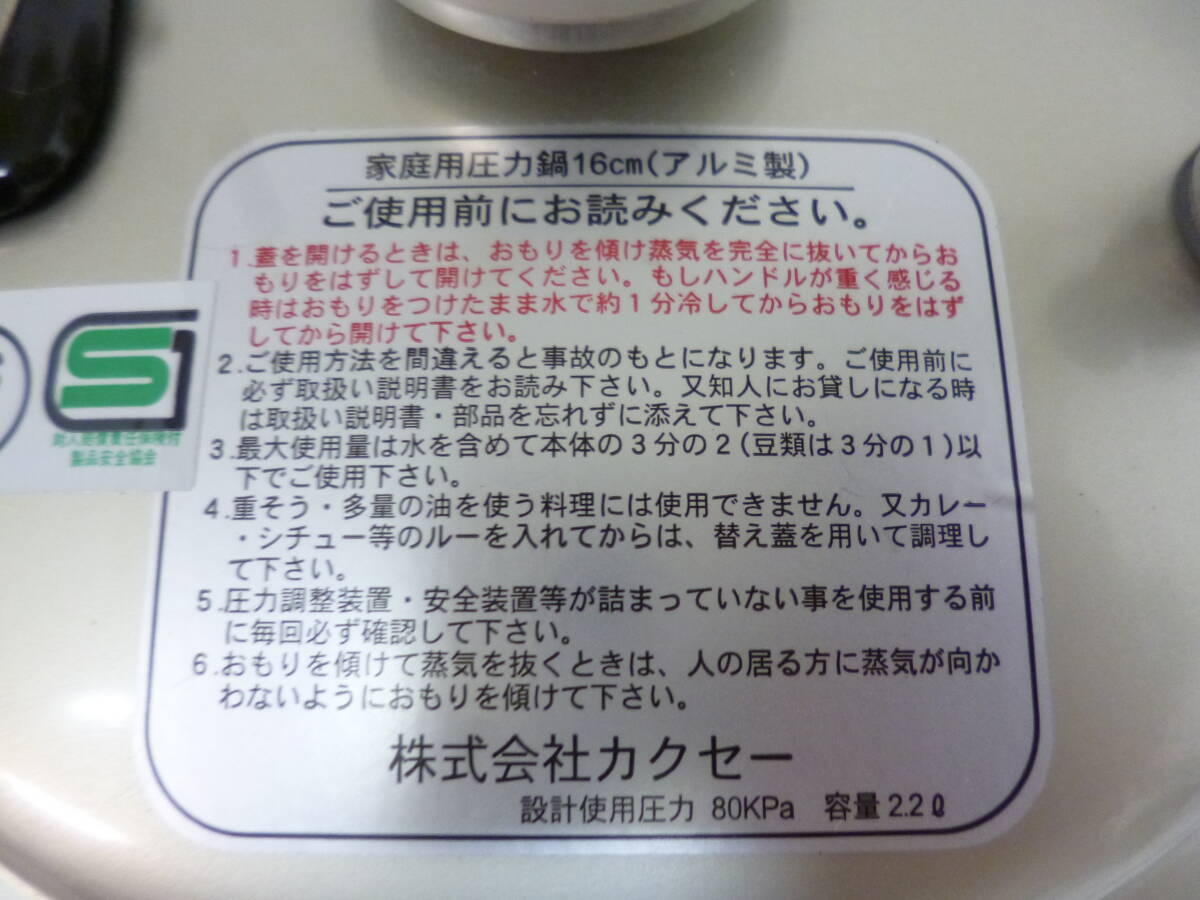 家庭用圧力鍋16cm(アルミ製)
ご使用前にお読みください。
1.蓋を開けるときは、おもりを傾け蒸気を完全に抜いてからお
もりをはずして開けてください。もしハンドルが重く感じる
時はおもりをつけたまま水で約1分冷してからおもりをはず
してから開けて下さい。
2.ご使用方法を間違えると事故のもとになります。ご使用前に
必ず取扱い説明書をお読み下さい。又知人にお貸しになる時
は取扱い説明書・部品を忘れずに添えて下さい。
3.最大使用量は水を含めて本体の3分の2(豆類は3分の1)以
下でご使用下さい。
4.重そう・多量の油を使う料理には使用できません。又カレー
・シチュー等のルーを入れてからは、替え蓋を用いて調理し
て下さい。
5.圧力調整装置・安全装置等が詰まっていない事を使用する前
に毎回必ず確認して下さい。
6.おもりを傾けて蒸気を抜くときは、人の居る方に蒸気が向か
わないようにおもりを傾けて下さい。
株式会社カクセー
設計使用圧力 80KPa 容量2.2ℓ
SG
対人賠償責任保険付
製品安全協会